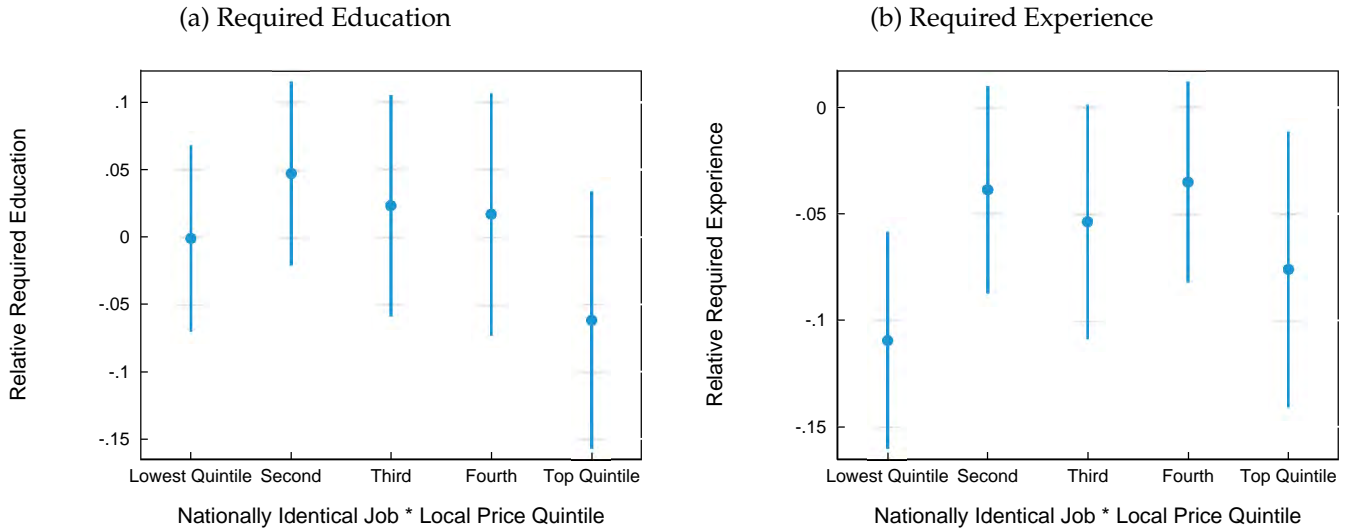 (a) Required Education
Relative Required Education
.1
.05
0
-.05
-.1
-.15
Lowest Quintile Second Third Fourth Top Quintile
Nationally Identical Job * Local Price Quintile
(b) Required Experience
Relative Required Experience
0
-.05
-.1
-.15
Lowest Quintile Second Third Fourth Top Quintile
Nationally Identical Job * Local Price Quintile